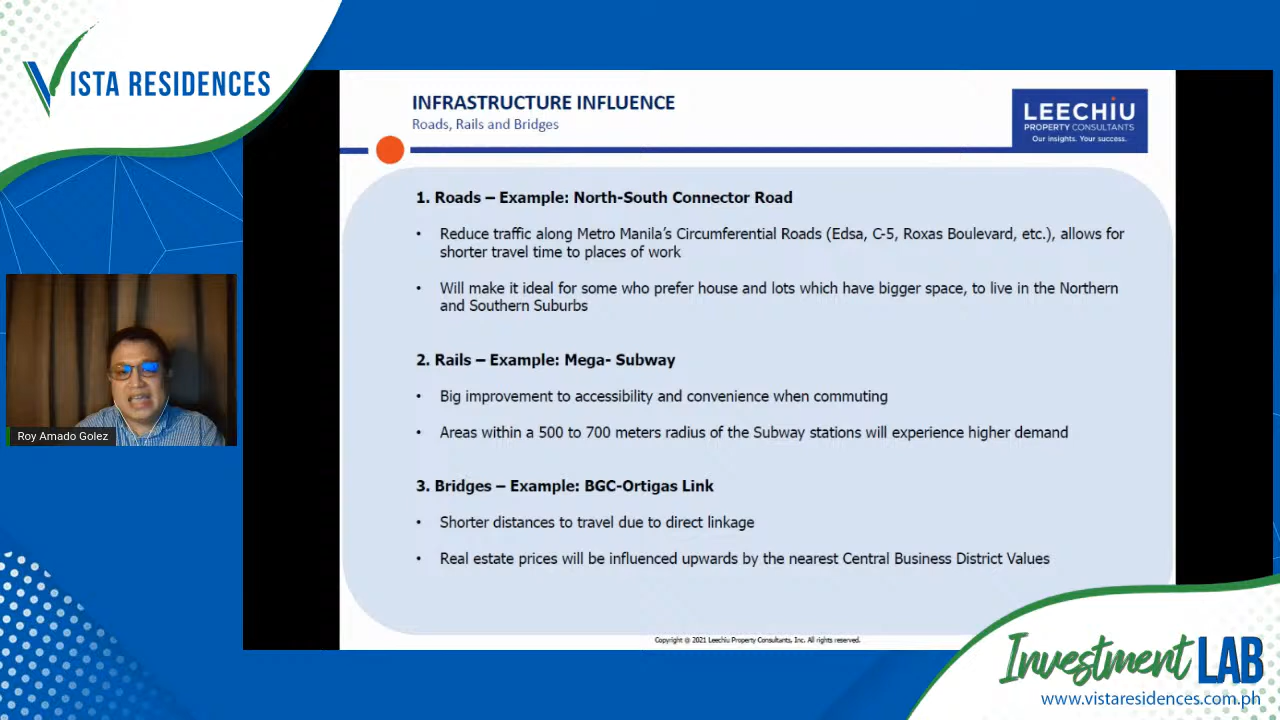 VISTA RESIDENCES
INFRASTRUCTURE INFLUENCE
Roads, Rails and Bridges
LEECHIU
PROPERTY CONSULTANTS
Our insights. Your success.
1. Roads – Example: North-South Connector Road
• Reduce traffic along Metro Manila's Circumferential Roads (Edsa, C-5, Roxas Boulevard, etc.), allows for
shorter travel time to places of work
• Will make it ideal for some who prefer house and lots which have bigger space, to live in the Northern
and Southern Suburbs
2. Rails – Example: Mega- Subway
• Big improvement to accessibility and convenience when commuting
• Areas within a 500 to 700 meters radius of the Subway stations will experience higher demand
3. Bridges – Example: BGC-Ortigas Link
• Shorter distances to travel due to direct linkage
• Real estate prices will be influenced upwards by the nearest Central Business District Values
Copyright @ 2021 Leechiu Property Consultants, Inc. All rights reserved.
Roy Amado Golez
Investment LAB
www.vistaresidences.com.ph